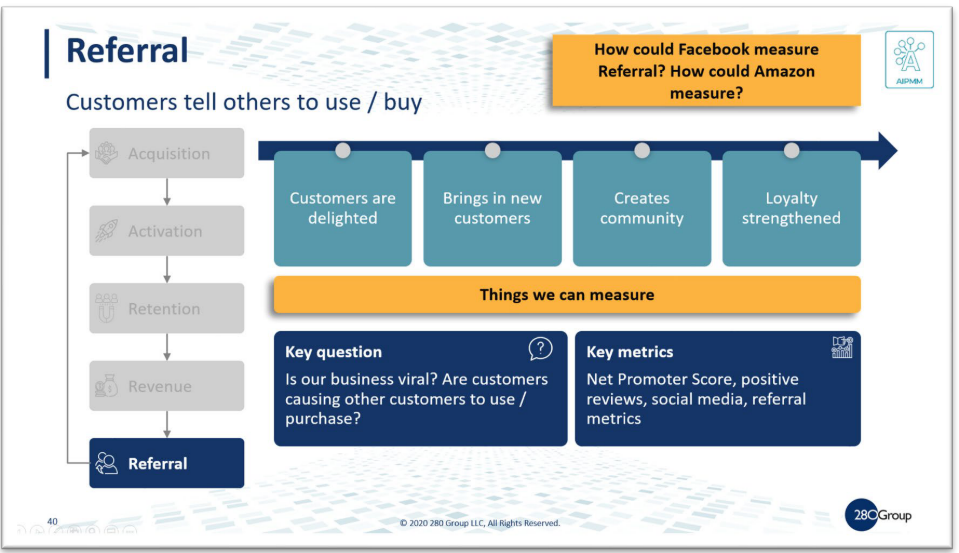 Referral
How could Facebook measure
Referral? How could Amazon
measure?
AIPMM
Customers tell others to use / buy
Acquisition
Activation
Retention
Revenue
Referral
Customers are
delighted
Brings in new
customers
Creates
community
Loyalty
strengthened
Things we can measure
Key question
Is our business viral? Are customers
causing other customers to use /
purchase?
Key metrics
Net Promoter Score, positive
reviews, social media, referral
metrics
40
© 2020 280 Group LLC, All Rights Reserved.
280Group